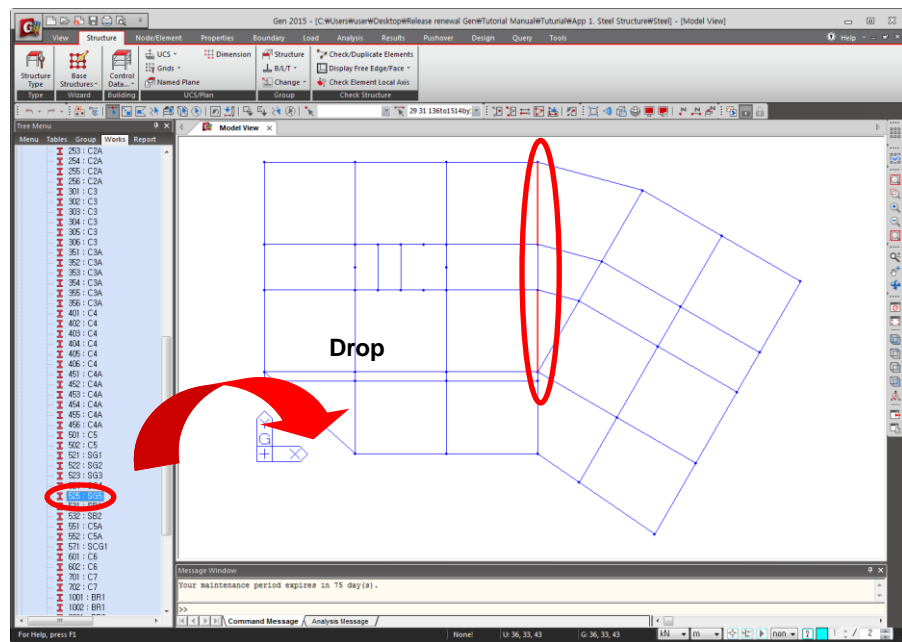 Gen 2015 - [C:₩Users₩user₩Desktop₩Release renewal Gen₩Tutorial Manual₩Tuturial₩App 1. Steel Structure₩Steel] - [Model View]
View Structure Node/Element Properties Boundary Load Analysis Results Pushover Design Query Tools Help
Structure Type
Base Structures
Control Data...
UCS
Grids
Named Plane
Dimension
Structure
B/L/T
Change
Check/Duplicate Elements
Display Free Edge/Face
Check Element Local Axis
Type Wizard Building UCS/Plan Group Check Structure
29 31 136to1514by
Tree Menu
Menu Tables Group Works Report
Model View
253 : C2A
254 : C2A
255 : C2A
256 : C2A
301 : C3
302 : C3
303 : C3
304 : C3
305 : C3
306 : C3
351 : C3A
352 : C3A
353 : C3A
354 : C3A
355 : C3A
356 : C3A
401 : C4
402 : C4
403 : C4
404 : C4
405 : C4
406 : C4
451 : C4A
452 : C4A
453 : C4A
454 : C4A
455 : C4A
456 : C4A
501 : C5
502 : C5
521 : SG1
522 : SG2
523 : SG3
525 : SG5
532 : SB2
551 : C5A
552 : C5A
571 : SCG1
601 : C6
602 : C6
701 : C7
702 : C7
1001 : BR1
1002 : BR1
Drop
Y
G
X
Message Window
Your maintenance period expires in 75 day(s).
>>
Command Message Analysis Message
For Help, press F1
None! U: 36, 33, 43 G: 36, 33, 43 kN m non ? 1 / 2